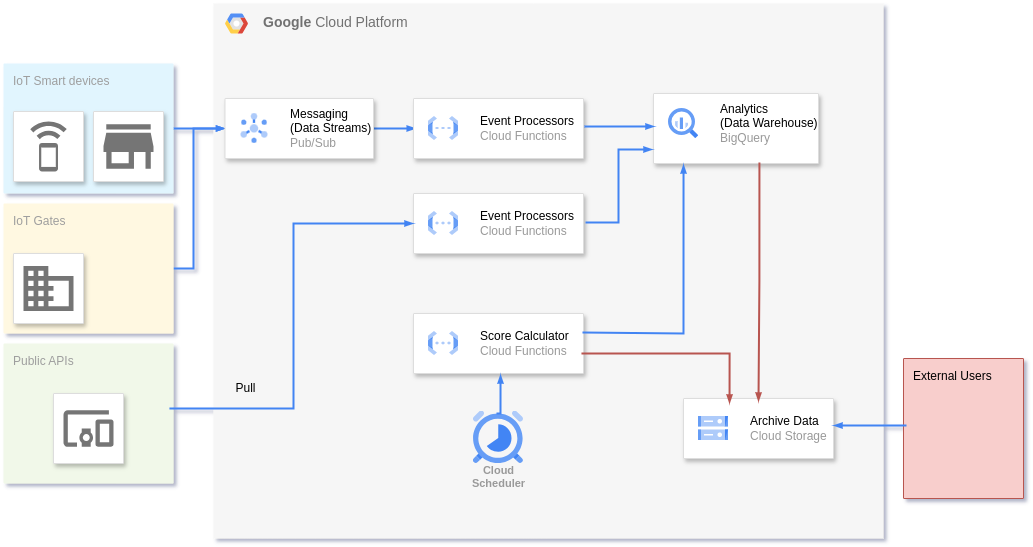 Google Cloud Platform
IoT Smart devices
Messaging
(Data Streams)
Pub/Sub
Event Processors
Cloud Functions
Analytics
(Data Warehouse)
BigQuery
IoT Gates
Event Processors
Cloud Functions
Public APIs
Pull
Score Calculator
Cloud Functions
Cloud
Scheduler
Archive Data
Cloud Storage
External Users